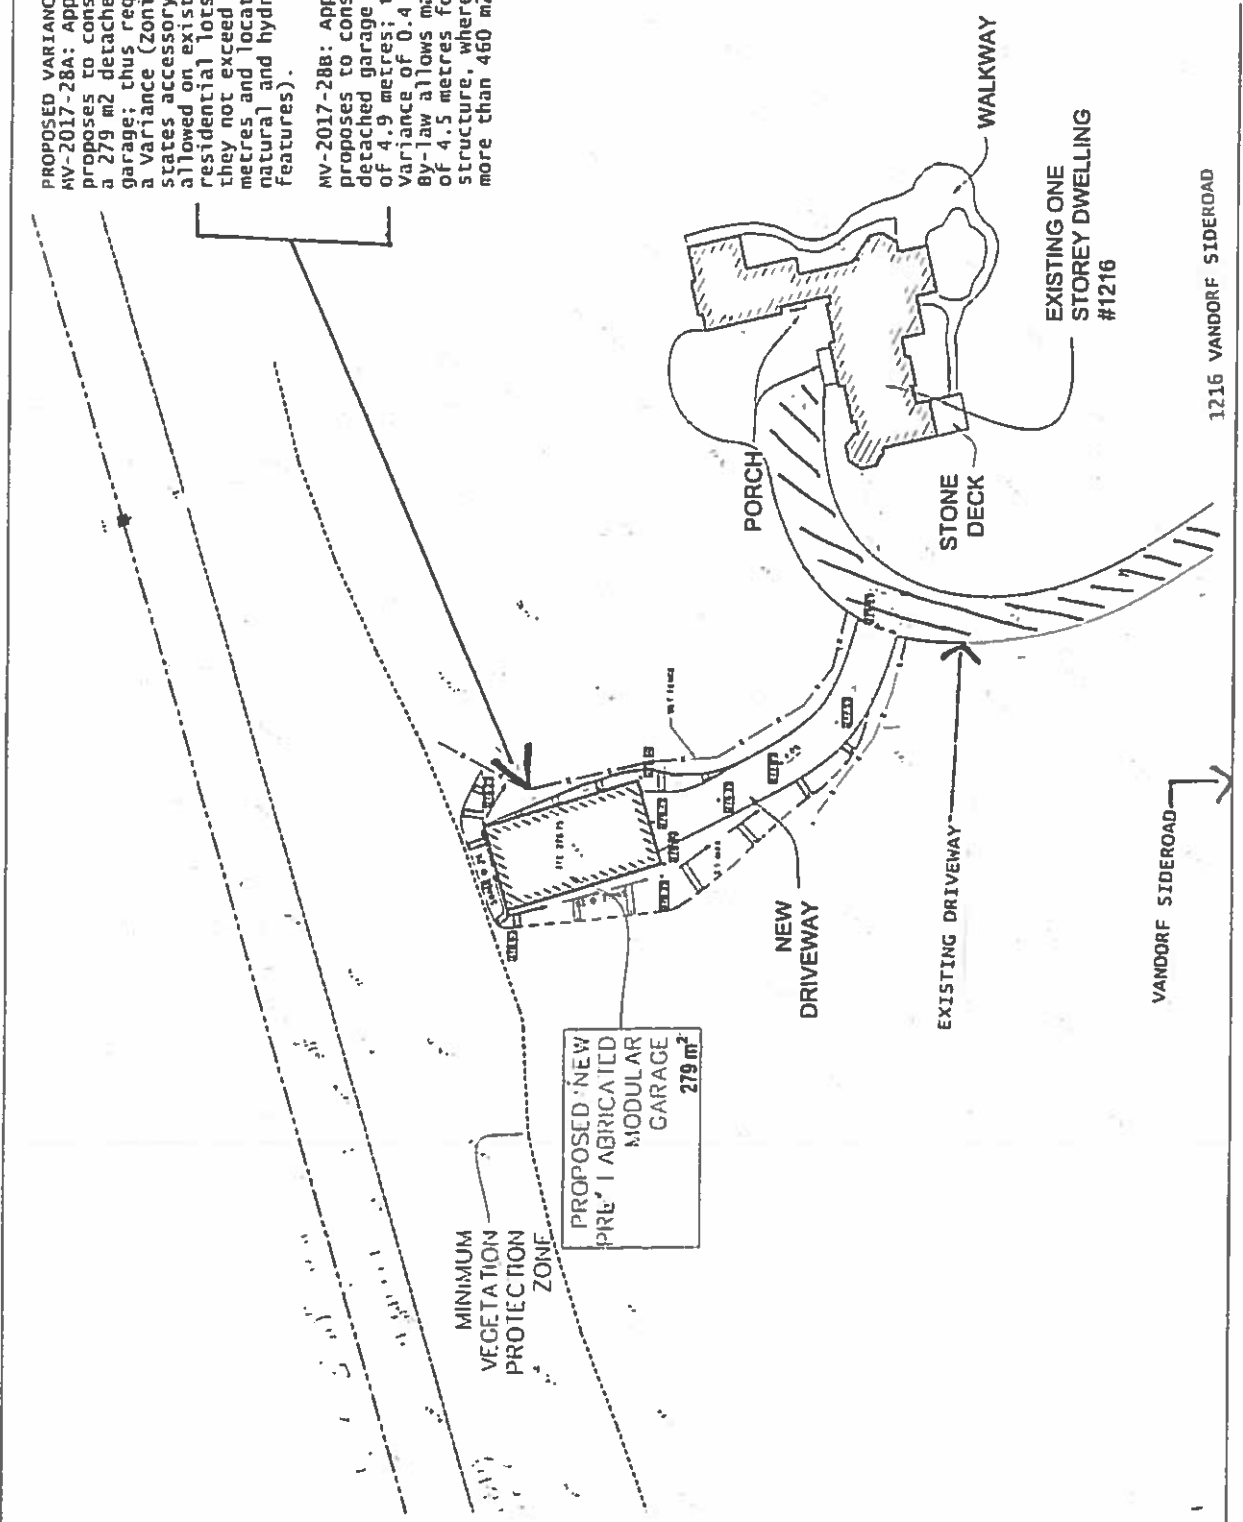 PROPOSED VARIANC
MV-2017-28A: App
proposes to cons
a 279 m2 detache
garage; thus req
a variance (Zoni
states accessory
allowed on exist
residential lots
they not exceed
metres and locat
natural and hydr
features).
MV-2017-28B: App
proposes to cons
detached garage
of 4.9 metres; t
variance of 0.4
By-law allows ma
of 4.5 metres fo
structure, where
more than 460 m2
WALKWAY
EXISTING ONE
STOREY DWELLING
#1216
PORCH
STONE
DECK
1216 VANDORF SIDEROAD
MINIMUM
VEGETATION
PROTECTION
ZONE
PROPOSED NEW
MODULAR
GARAGE
279 m²
NEW
DRIVEWAY
EXISTING DRIVEWAY
VANDORF SIDEROAD